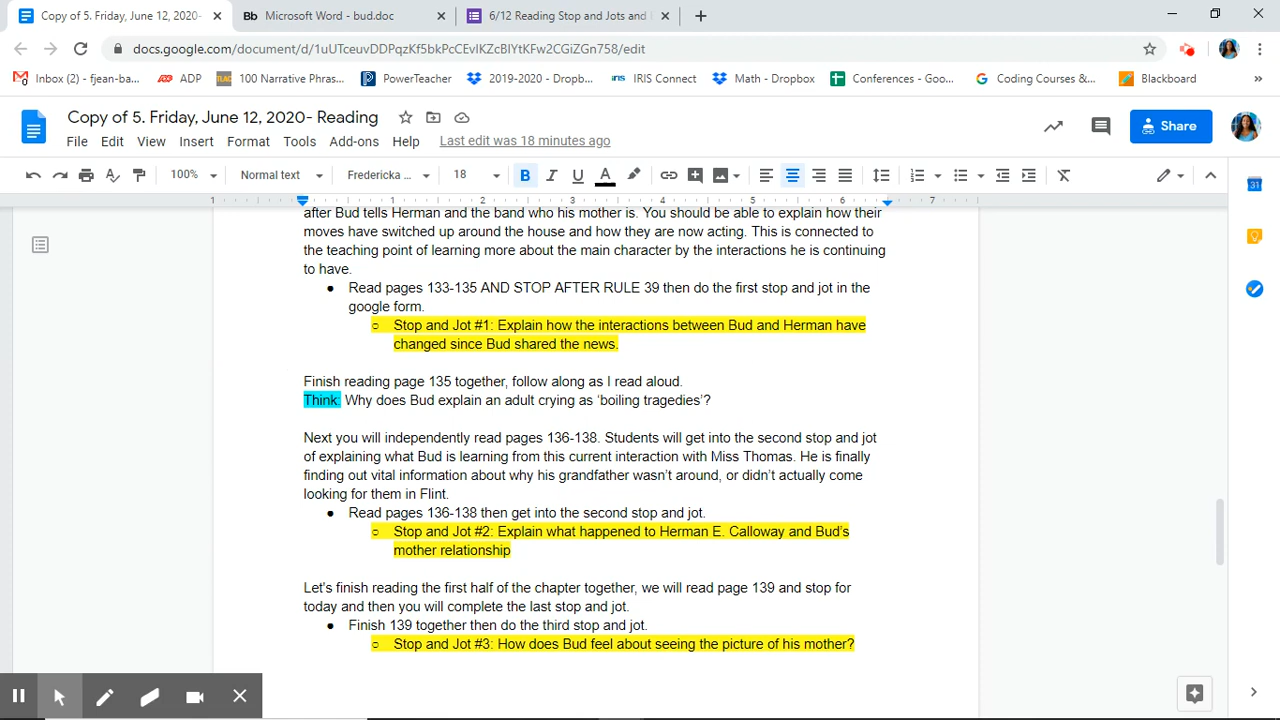 Copy of 5. Friday, June 12, 2020-
Bb Microsoft Word - bud.doc
6/12 Reading Stop and Jots and
docs.google.com/document/d/1uUTceuvDDPqzKf5bkPcCEvIKZcBlYtKFw2CGiZGn758/edit
Inbox (2) - fjean-ba...
ADP
TLAC 100 Narrative Phras...
PowerTeacher
2019-2020 - Dropb...
iris IRIS Connect
Math - Dropbox
Conferences - Goo...
Coding Courses &...
Blackboard
»
Copy of 5. Friday, June 12, 2020- Reading
Share
File Edit View Insert Format Tools Add-ons Help Last edit was 18 minutes ago
100% Normal text Fredericka ... 18 B I U A
1 1 2 3 4 5 6 7
31
after Bud tells Herman and the band who his mother is. You should be able to explain how their
moves have switched up around the house and how they are now acting. This is connected to
the teaching point of learning more about the main character by the interactions he is continuing
to have.
● Read pages 133-135 AND STOP AFTER RULE 39 then do the first stop and jot in the
google form.
○ Stop and Jot #1: Explain how the interactions between Bud and Herman have
changed since Bud shared the news.
Finish reading page 135 together, follow along as I read aloud.
Think: Why does Bud explain an adult crying as ‘boiling tragedies’?
Next you will independently read pages 136-138. Students will get into the second stop and jot
of explaining what Bud is learning from this current interaction with Miss Thomas. He is finally
finding out vital information about why his grandfather wasn’t around, or didn’t actually come
looking for them in Flint.
● Read pages 136-138 then get into the second stop and jot.
○ Stop and Jot #2: Explain what happened to Herman E. Calloway and Bud’s
mother relationship
Let’s finish reading the first half of the chapter together, we will read page 139 and stop for
today and then you will complete the last stop and jot.
● Finish 139 together then do the third stop and jot.
○ Stop and Jot #3: How does Bud feel about seeing the picture of his mother?